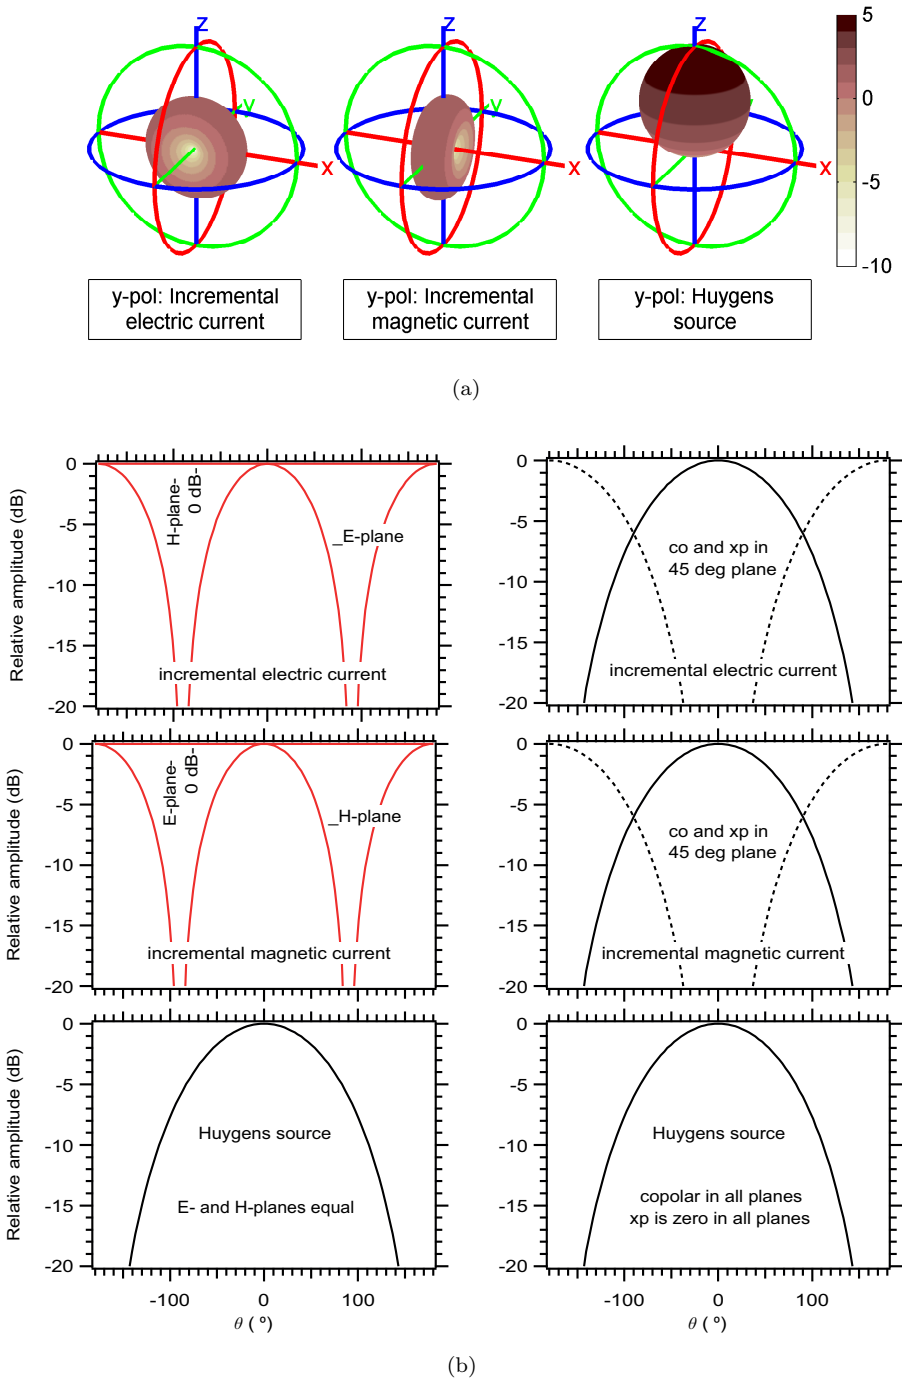 z
y
x
z
y
x
z
y
x
5
0
-5
-10
y-pol: Incremental
electric current
y-pol: Incremental
magnetic current
y-pol: Huygens
source
(a)
Relative amplitude (dB)
0
-5
-10
-15
-20
H-plane-
0 dB-
_E-plane
incremental electric current
0
-5
-10
-15
-20
co and xp in
45 deg plane
incremental electric current
Relative amplitude (dB)
0
-5
-10
-15
-20
E-plane-
0 dB-
_H-plane
incremental magnetic current
0
-5
-10
-15
-20
co and xp in
45 deg plane
incremental magnetic current
Relative amplitude (dB)
0
-5
-10
-15
-20
Huygens source
E- and H-planes equal
-100 0 100
θ ( º)
0
-5
-10
-15
-20
Huygens source
copolar in all planes
xp is zero in all planes
-100 0 100
θ ( º)
(b)